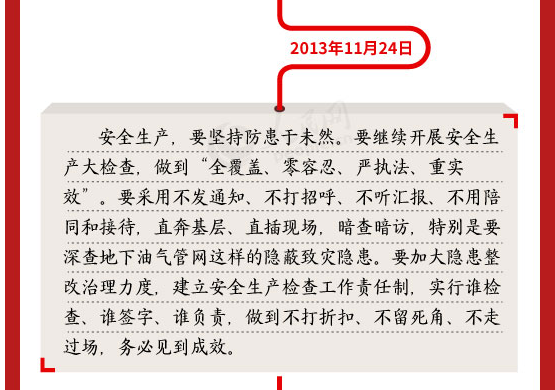 2013年11月24日
安全生产，要坚持防患于未然。要继续开展安全生
产大检查，做到“全覆盖、零容忍、严执法、重实
效”。要采用不发通知、不打招呼、不听汇报、不用陪
同和接待，直奔基层、直插现场，暗查暗访，特别是要
深查地下油气管网这样的隐蔽致灾隐患。要加大隐患整
改治理力度，建立安全生产检查工作责任制，实行谁检
查、谁签字、谁负责，做到不打折扣、不留死角、不走
过场，务必见到成效。